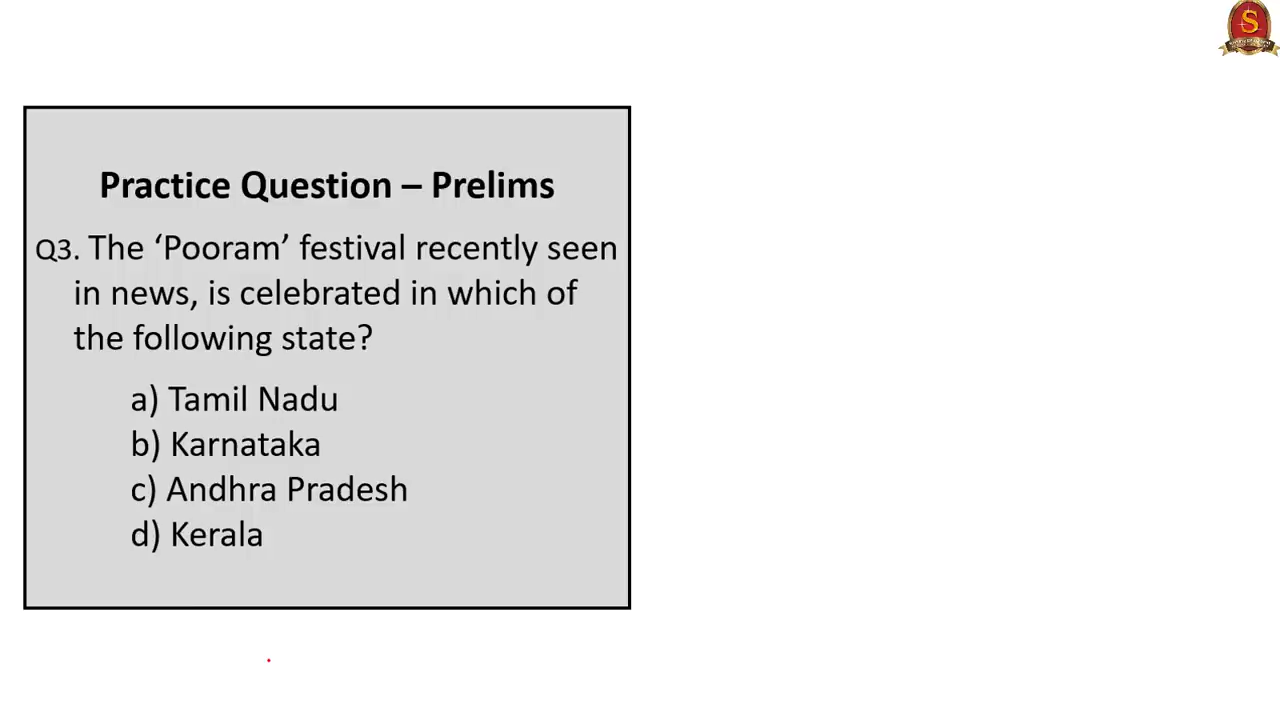 Practice Question – Prelims
Q3. The ‘Pooram’ festival recently seen
in news, is celebrated in which of
the following state?
a) Tamil Nadu
b) Karnataka
c) Andhra Pradesh
d) Kerala
S